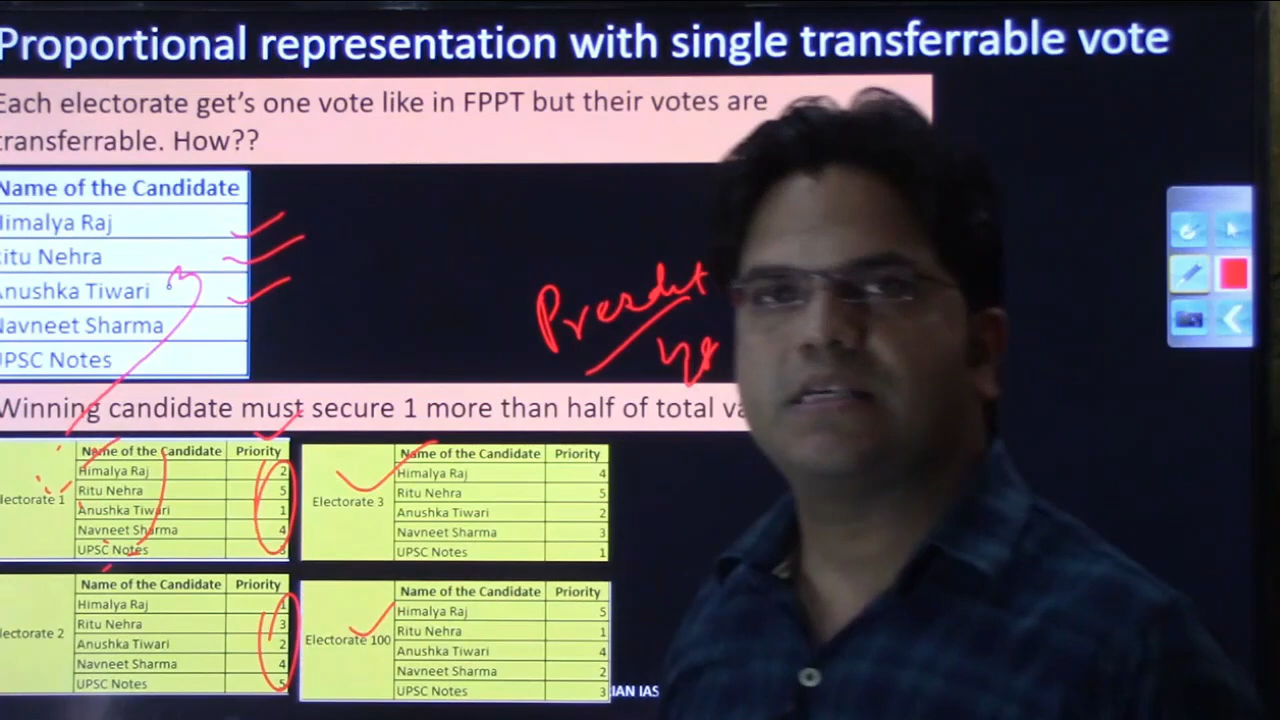 Proportional representation with single transferrable vote
Each electorate get's one vote like in FPPT but their votes are
transferrable. How??
Name of the Candidate
Himalya Raj
Ritu Nehra
Anushka Tiwari
Navneet Sharma
UPSC Notes
Winning candidate must secure 1 more than half of total va
Electorate 1
Name of the Candidate Priority
Himalya Raj 2
Ritu Nehra 5
Anushka Tiwari 1
Navneet Sharma 4
UPSC Notes 3
Electorate 3
Name of the Candidate Priority
Himalya Raj 4
Ritu Nehra 5
Anushka Tiwari 2
Navneet Sharma 3
UPSC Notes 1
Electorate 2
Name of the Candidate Priority
Himalya Raj 1
Ritu Nehra 3
Anushka Tiwari 2
Navneet Sharma 4
UPSC Notes 5
Electorate 100
Name of the Candidate Priority
Himalya Raj 5
Ritu Nehra 1
Anushka Tiwari 4
Navneet Sharma 2
UPSC Notes 3
IAN IAS